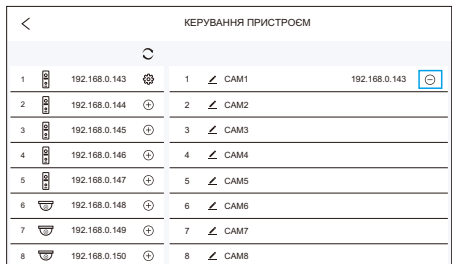 КЕРУВАННЯ ПРИСТРОЄМ
1 192.168.0.143 1 CAM1 192.168.0.143
2 192.168.0.144 2 CAM2
3 192.168.0.145 3 CAM3
4 192.168.0.146 4 CAM4
5 192.168.0.147 5 CAM5
6 192.168.0.148 6 CAM6
7 192.168.0.149 7 CAM7
8 192.168.0.150 8 CAM8